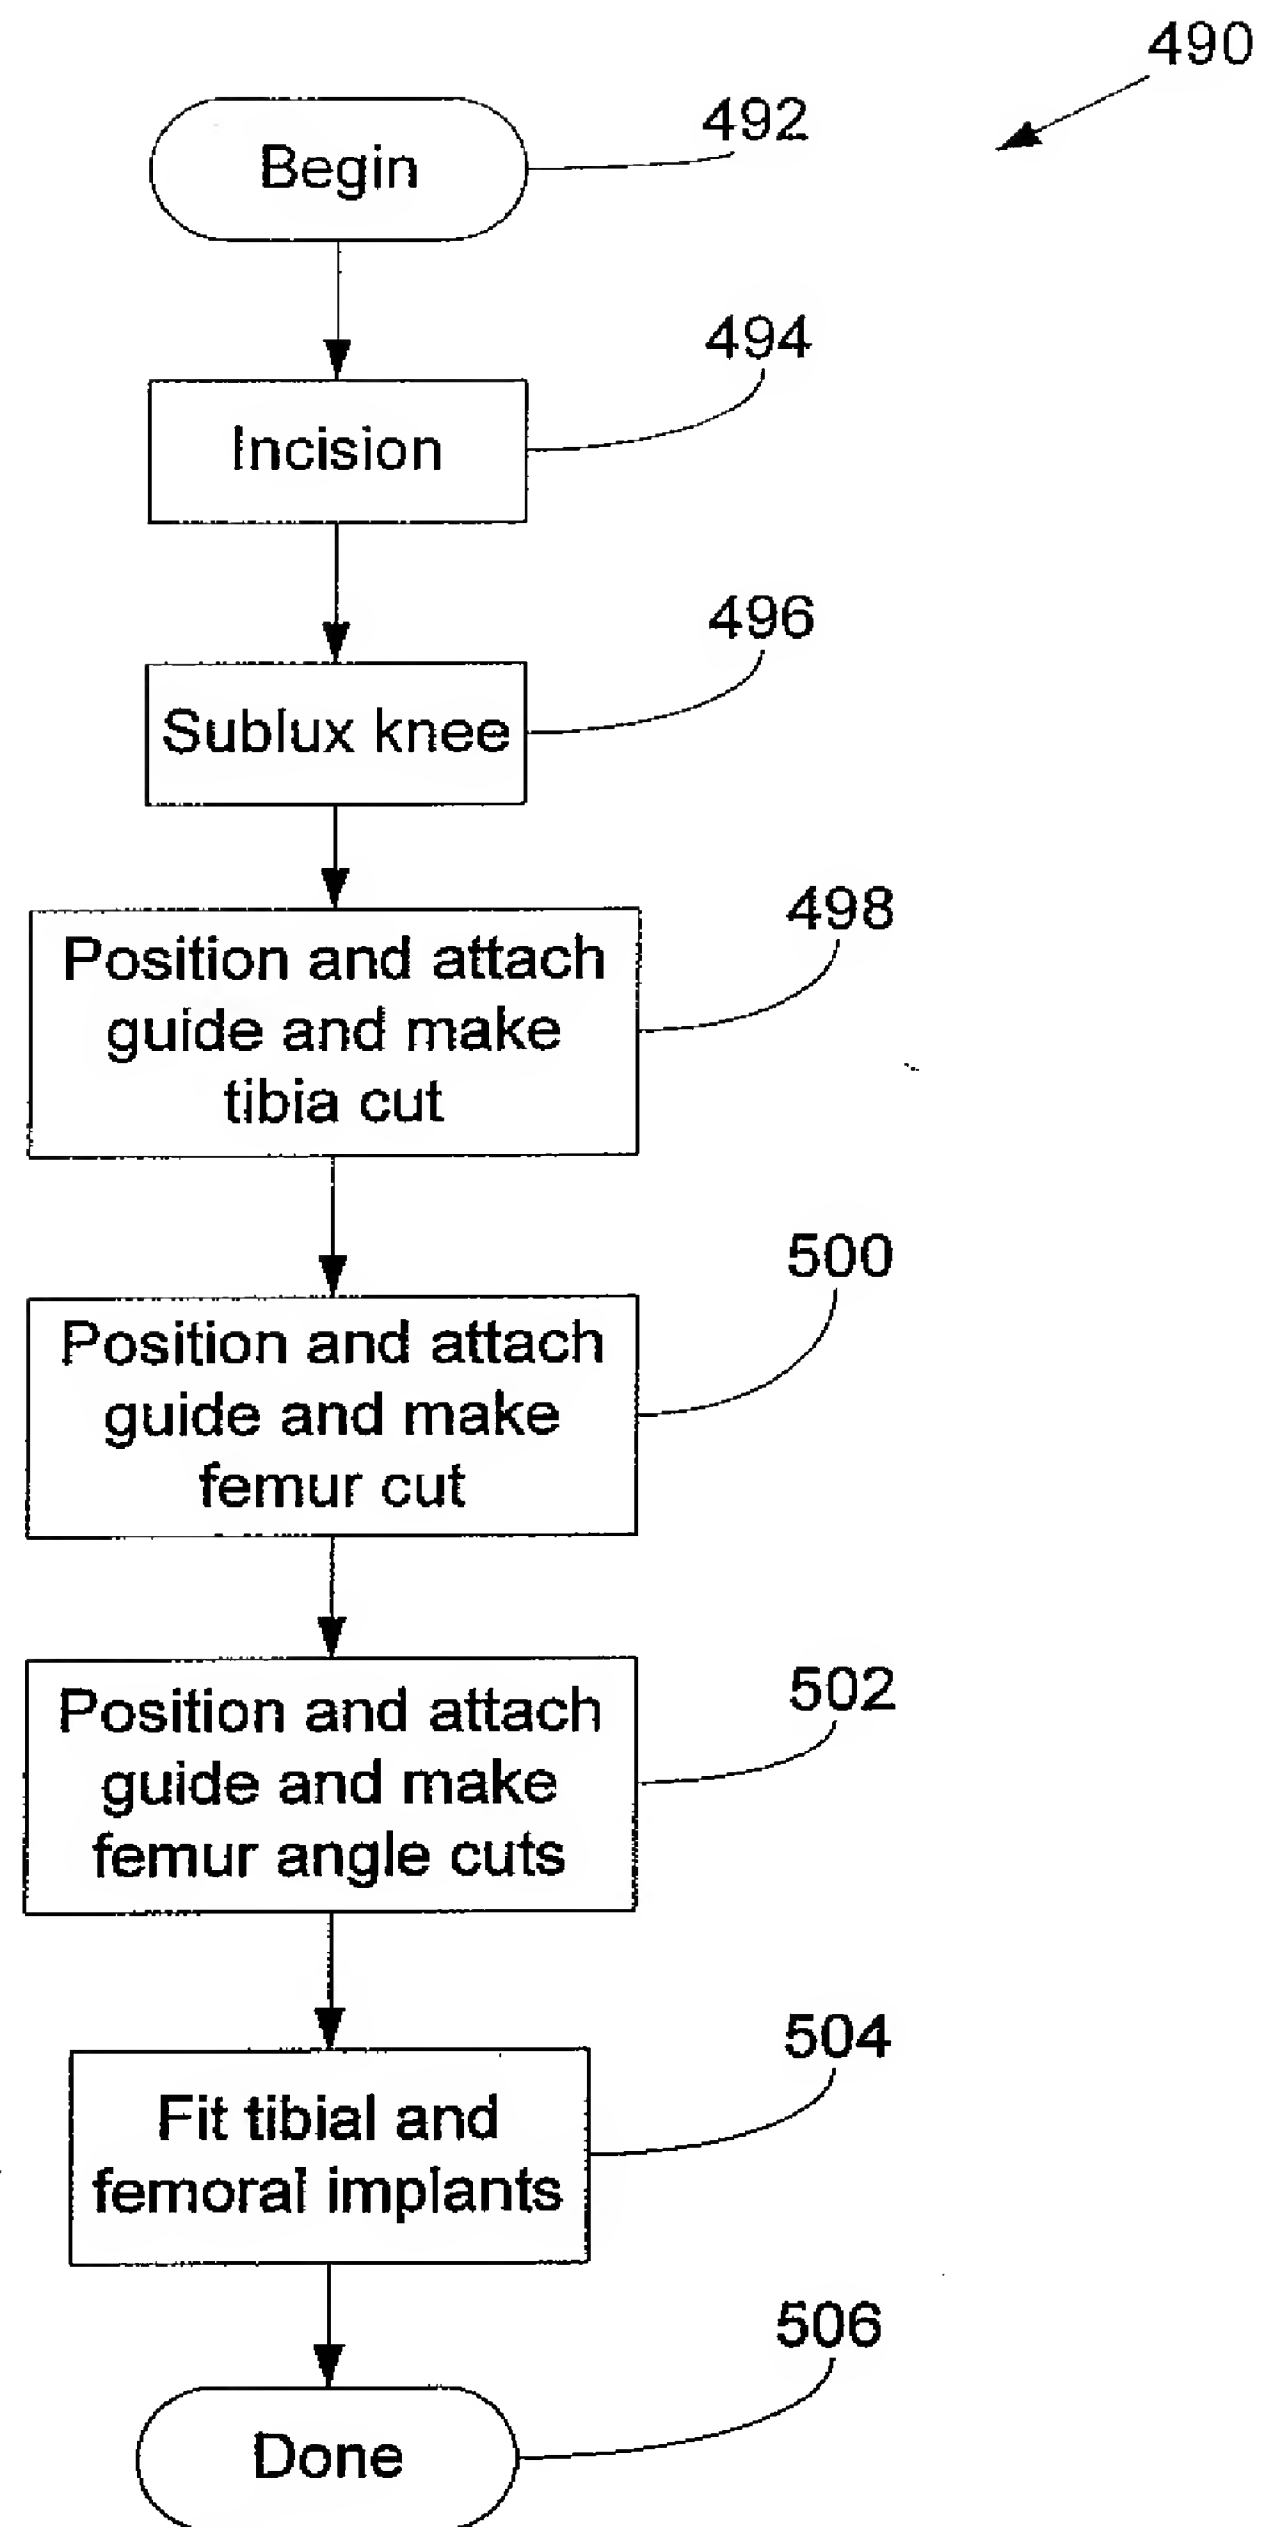 490
492
Begin
494
Incision
496
Sublux knee
498
Position and attach
guide and make
tibia cut
500
Position and attach
guide and make
femur cut
502
Position and attach
guide and make
femur angle cuts
504
Fit tibial and
femoral implants
506
Done